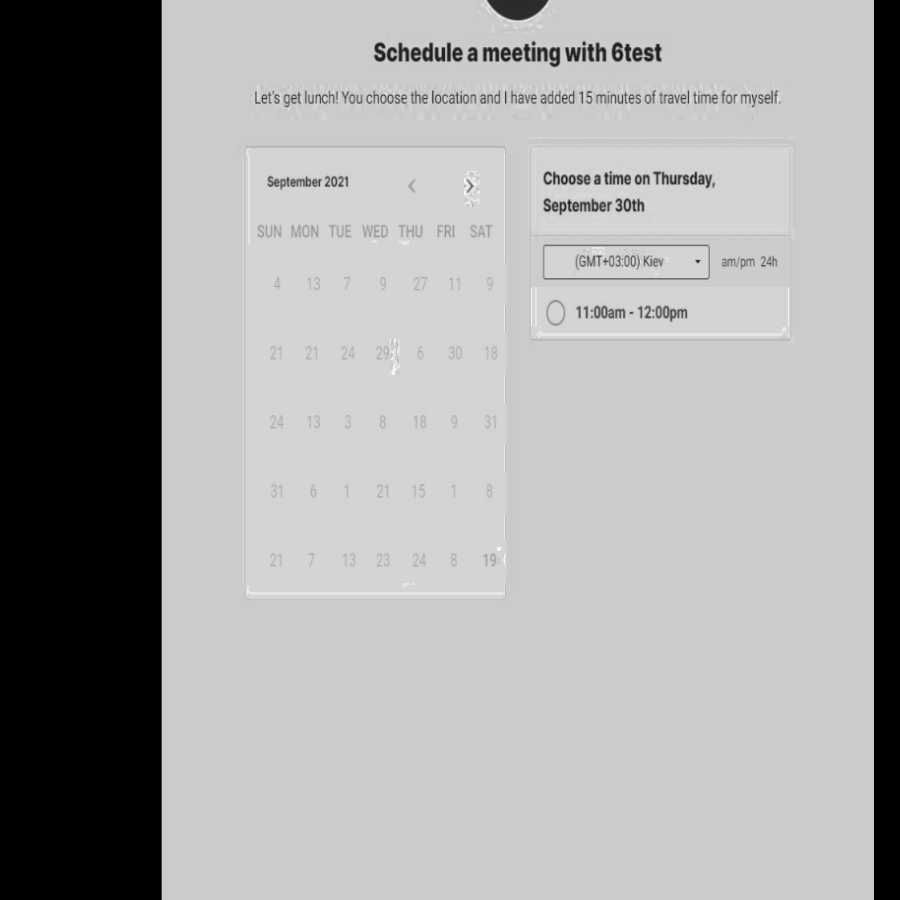 Schedule a meeting with 6test
Let's get lunch! You choose the location and I have added 15 minutes of travel time for myself.
September 2021
SUN MON TUE WED THU FRI SAT
4 13 7 9 27 11 9
21 21 24 29 6 30 18
24 13 3 8 18 9 31
31 6 1 21 15 1 8
21 7 13 23 24 8 19
Choose a time on Thursday,
September 30th
(GMT+03:00) Kiev am/pm 24h
11:00am - 12:00pm